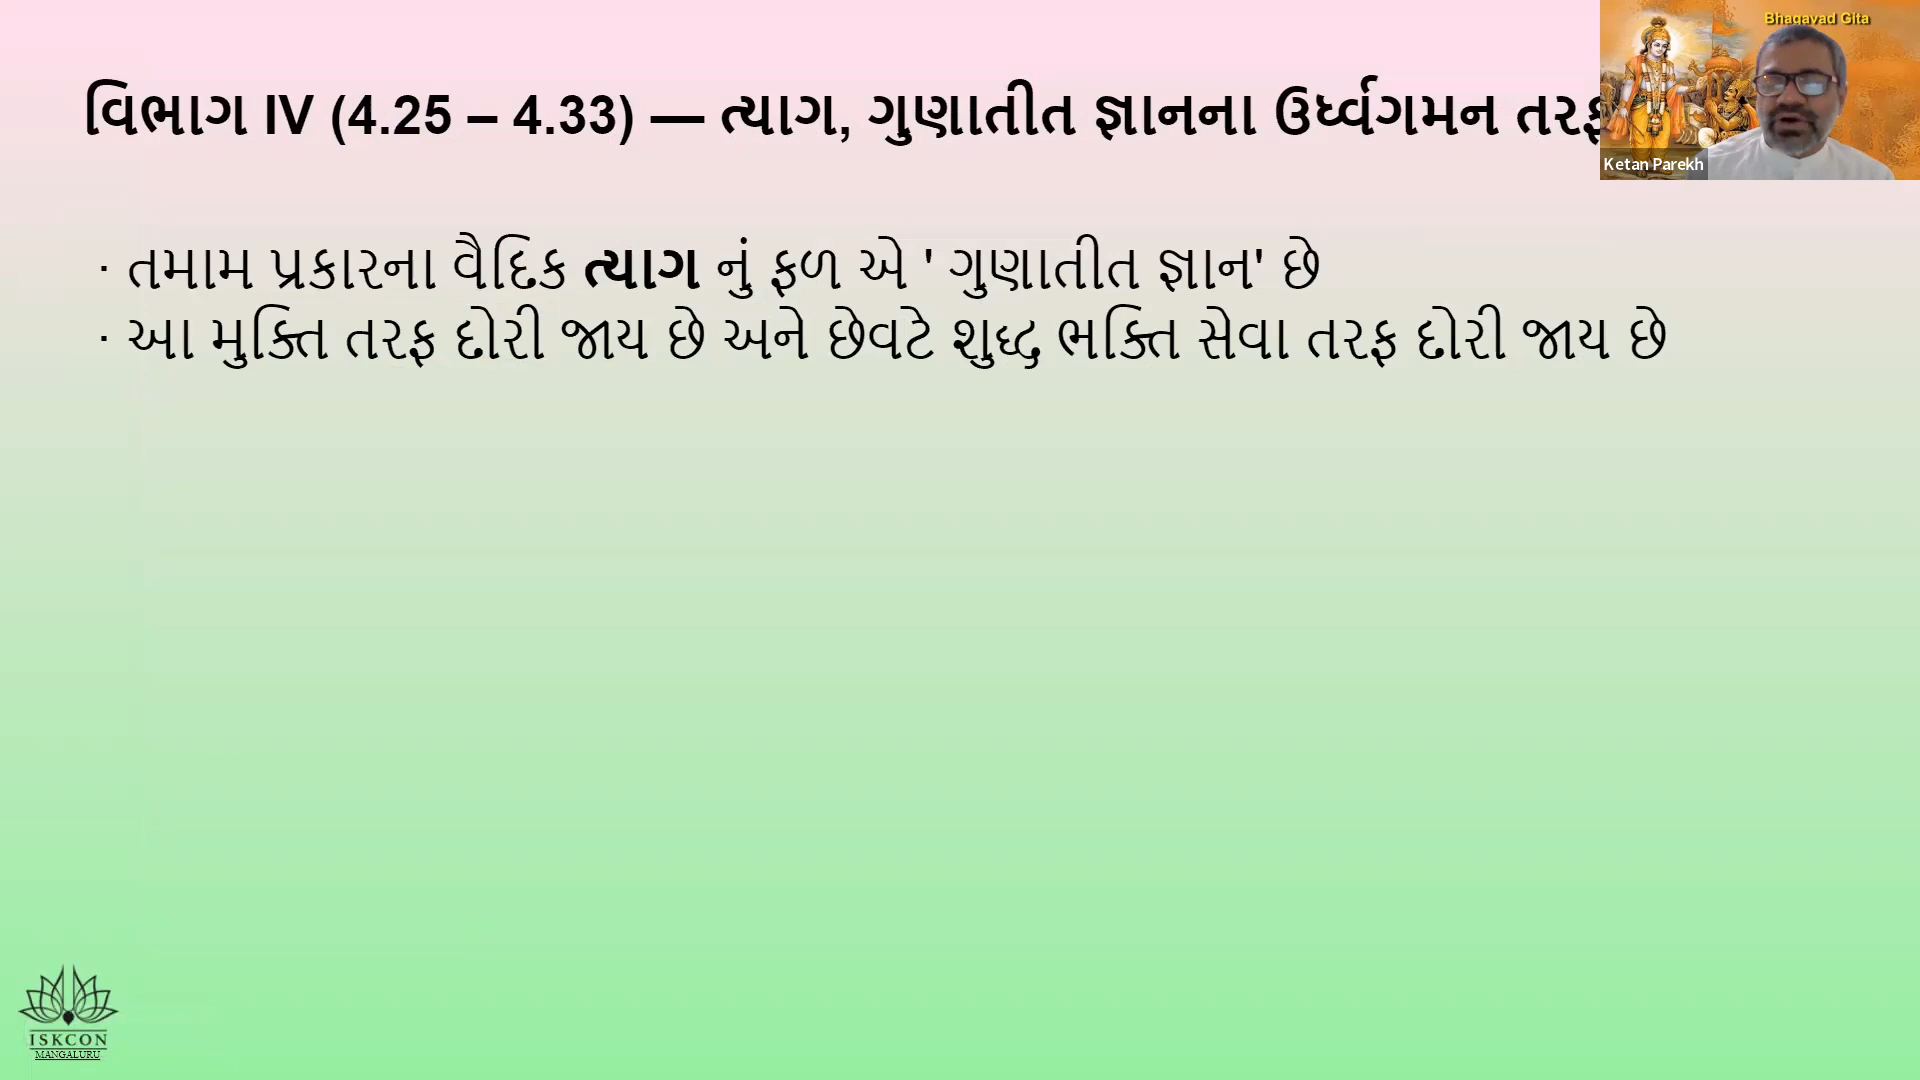 વિભાગ IV (4.25 – 4.33) — ત્યાગ, ગુણાતીત જ્ઞાનના ઉર્ધ્વગમન તરફ
· તમામ પ્રકારના વૈદિક ત્યાગ નું ફળ એ ' ગુણાતીત જ્ઞાન' છે
· આ મુક્તિ તરફ દોરી જાય છે અને છેવટે શુદ્ધ ભક્તિ સેવા તરફ દોરી જાય છે
Bhagavad Gita
Ketan Parekh
ISKCON
MANGALURU